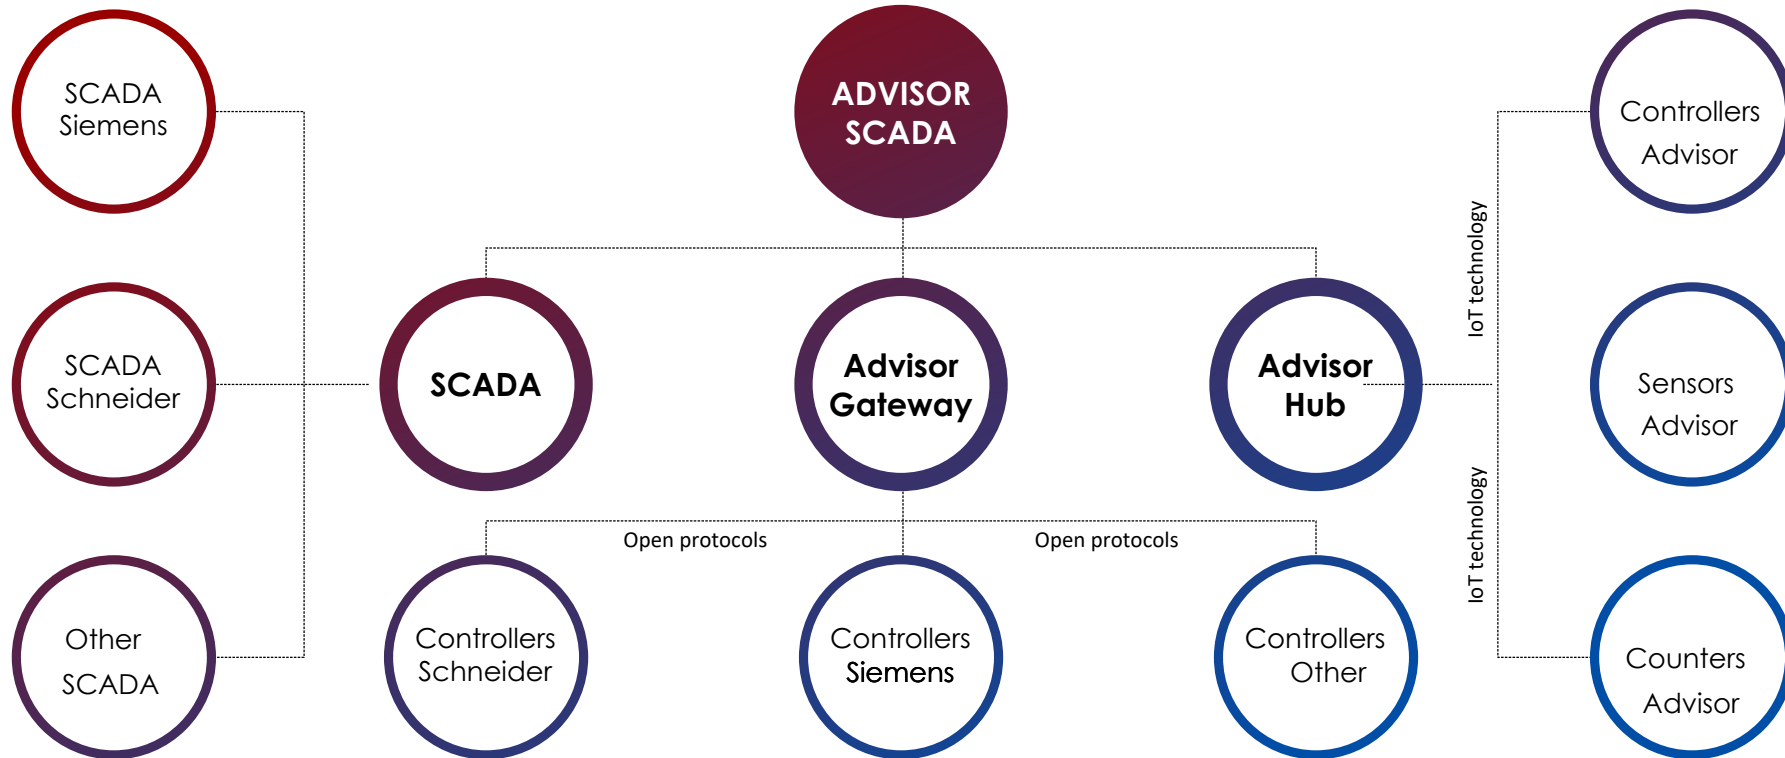 SCADA
Siemens
ADVISOR
SCADA
Controllers
Advisor
IoT technology
SCADA
Schneider
SCADA
Advisor
Gateway
Advisor
Hub
Sensors
Advisor
IoT technology
Open protocols
Open protocols
Other
SCADA
Controllers
Schneider
Controllers
Siemens
Controllers
Other
Counters
Advisor